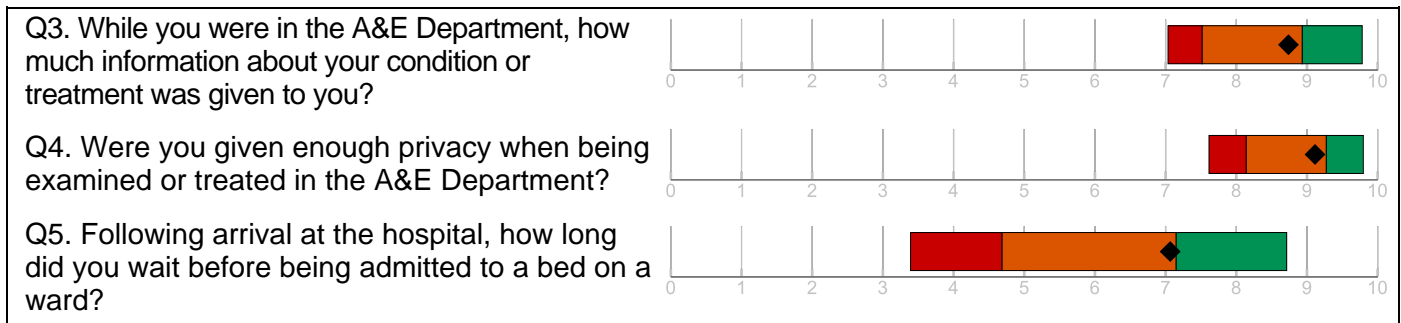 Q3. While you were in the A&E Department, how
much information about your condition or
treatment was given to you?
0 1 2 3 4 5 6 7 8 9 10
Q4. Were you given enough privacy when being
examined or treated in the A&E Department?
0 1 2 3 4 5 6 7 8 9 10
Q5. Following arrival at the hospital, how long
did you wait before being admitted to a bed on a
ward?
0 1 2 3 4 5 6 7 8 9 10